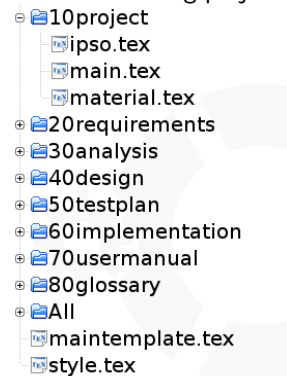 10project
ipso.tex
main.tex
material.tex
20requirements
30analysis
40design
50testplan
60implementation
70usermanual
80glossary
All
maintemplate.tex
style.tex